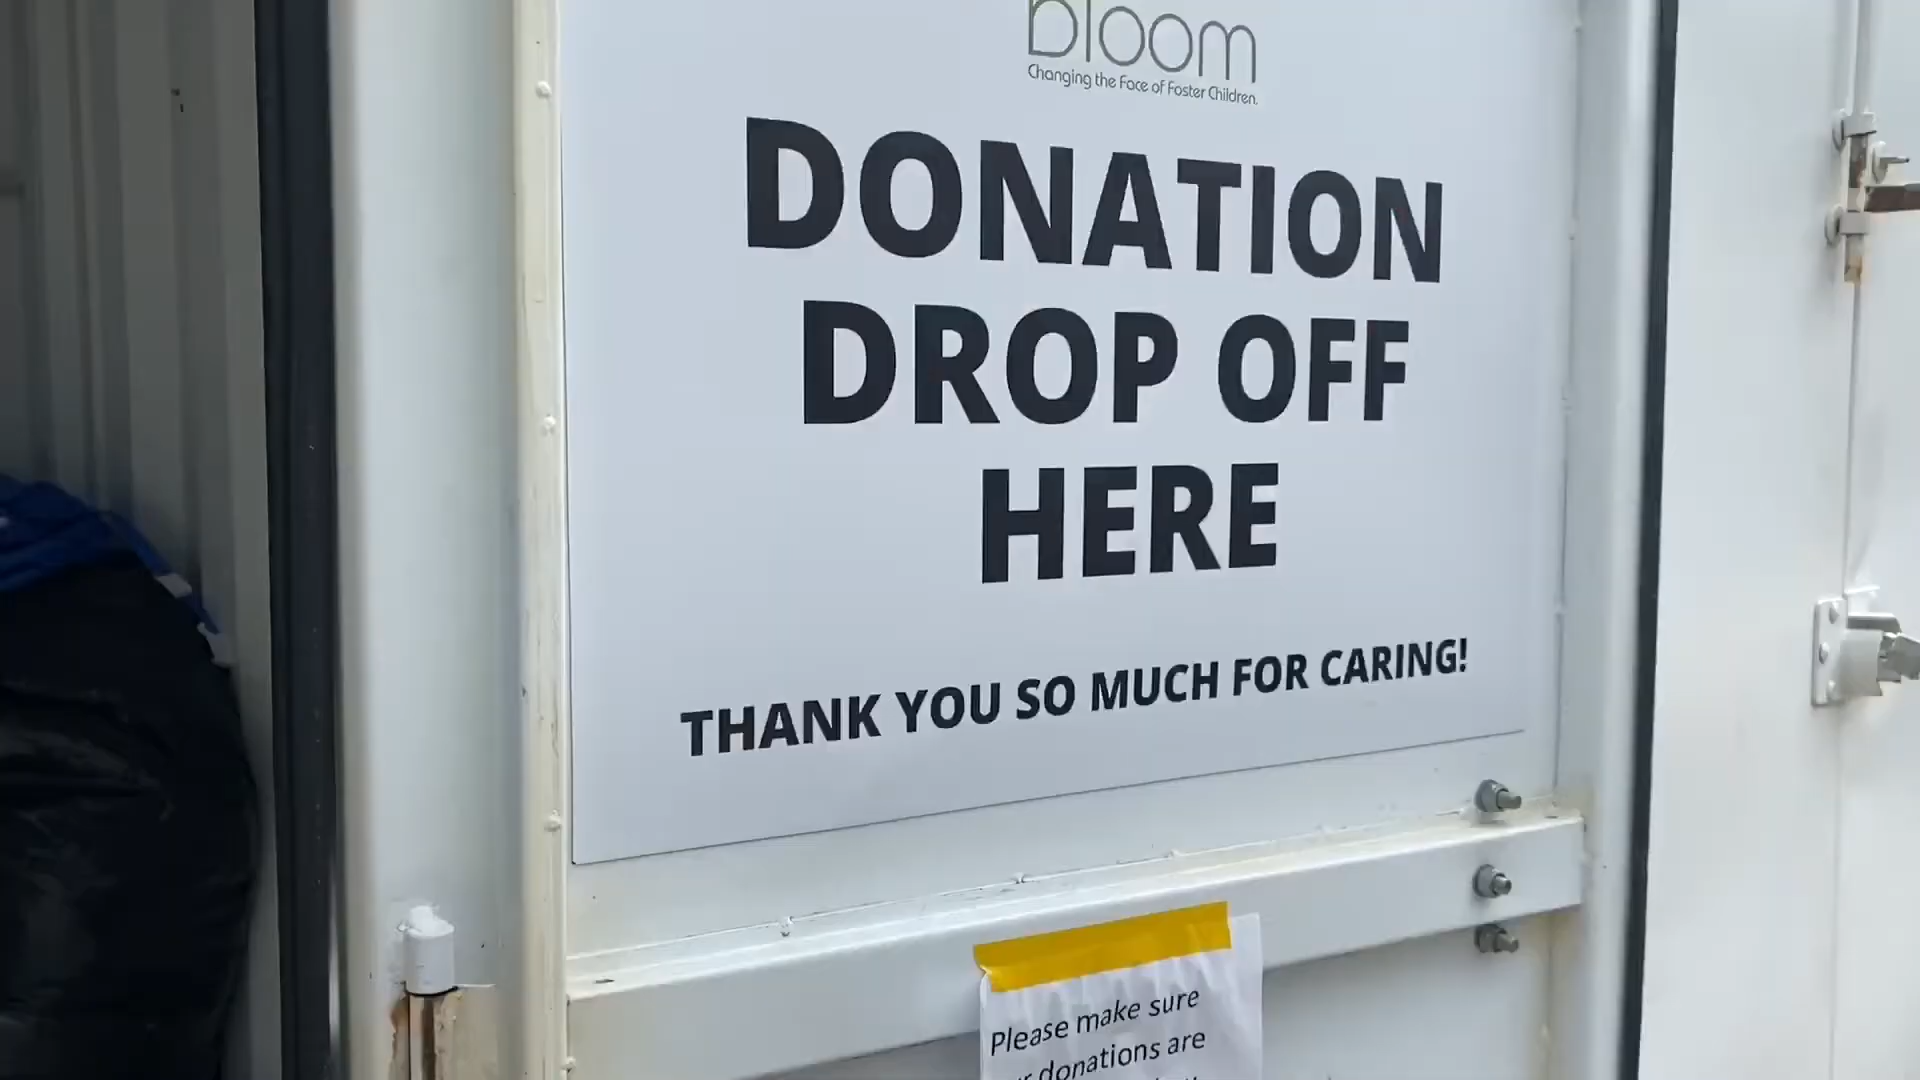 bloom
Changing the Face of Foster Children.
DONATION
DROP OFF
HERE
THANK YOU SO MUCH FOR CARING!
Please make sure
donations are